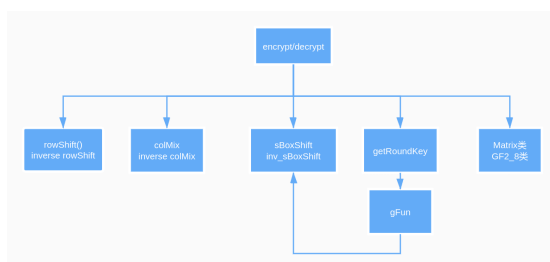 encrypt/decrypt
rowShift()
inverse rowShift
colMix
inverse colMix
sBoxShift
inv_sBoxShift
getRoundKey
Matrix类
GF2_8类
gFun